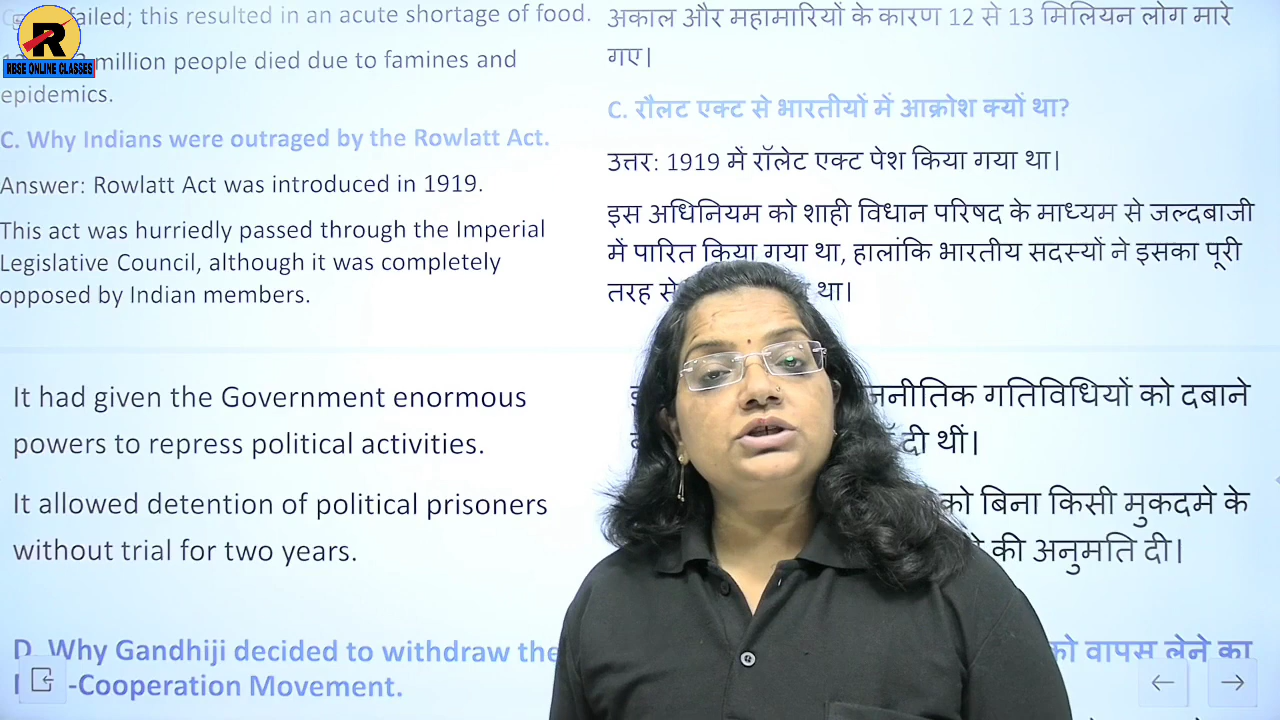 failed; this resulted in an acute shortage of food.
million people died due to famines and
epidemics.
C. Why Indians were outraged by the Rowlatt Act.
Answer: Rowlatt Act was introduced in 1919.
This act was hurriedly passed through the Imperial
Legislative Council, although it was completely
opposed by Indian members.
It had given the Government enormous
powers to repress political activities.
It allowed detention of political prisoners
without trial for two years.
D. Why Gandhiji decided to withdraw the
-Cooperation Movement.
अकाल और महामारियों के कारण 12 से 13 मिलियन लोग मारे
गए।
C. रौलट एक्ट से भारतीयों में आक्रोश क्यों था?
उत्तर: 1919 में रॉलेट एक्ट पेश किया गया था।
इस अधिनियम को शाही विधान परिषद के माध्यम से जल्दबाजी
में पारित किया गया था, हालांकि भारतीय सदस्यों ने इसका पूरी
तरह से था।
गतिविधियों को दबाने
दी थीं।
को बिना किसी मुकदमे के
की अनुमति दी।
को वापस लेने का
R
RBSE ONLINE CLASSES